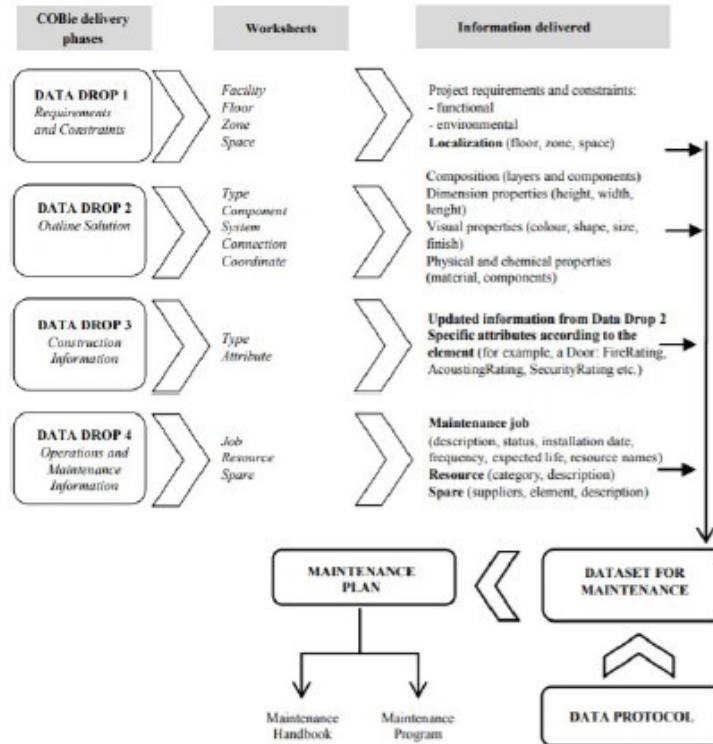 COBie delivery
phases
Worksheets
Information delivered
DATA DROP 1
Requirements
and Constraints
Facility
Floor
Zone
Space
Project requirements and constraints:
- functional
- environmental
Localization (floor, zone, space)
DATA DROP 2
Outline Solution
Type
Component
System
Connection
Coordinate
Composition (layers and components)
Dimension properties (height, width,
lenght)
Visual properties (colour, shape, size,
finish)
Physical and chemical properties
(material, components)
DATA DROP 3
Construction
Information
Type
Attribute
Updated information from Data Drop 2
Specific attributes according to the
element (for example, a Door: FireRating,
AcoustingRating, SecurityRating etc.)
DATA DROP 4
Operations and
Maintenance
Information
Job
Resource
Spare
Maintenance job
(description, status, installation date,
frequency, expected life, resource names)
Resource (category, description)
Spare (suppliers, element, description)
MAINTENANCE
PLAN
DATASET FOR
MAINTENANCE
Maintenance
Handbook
Maintenance
Program
DATA PROTOCOL